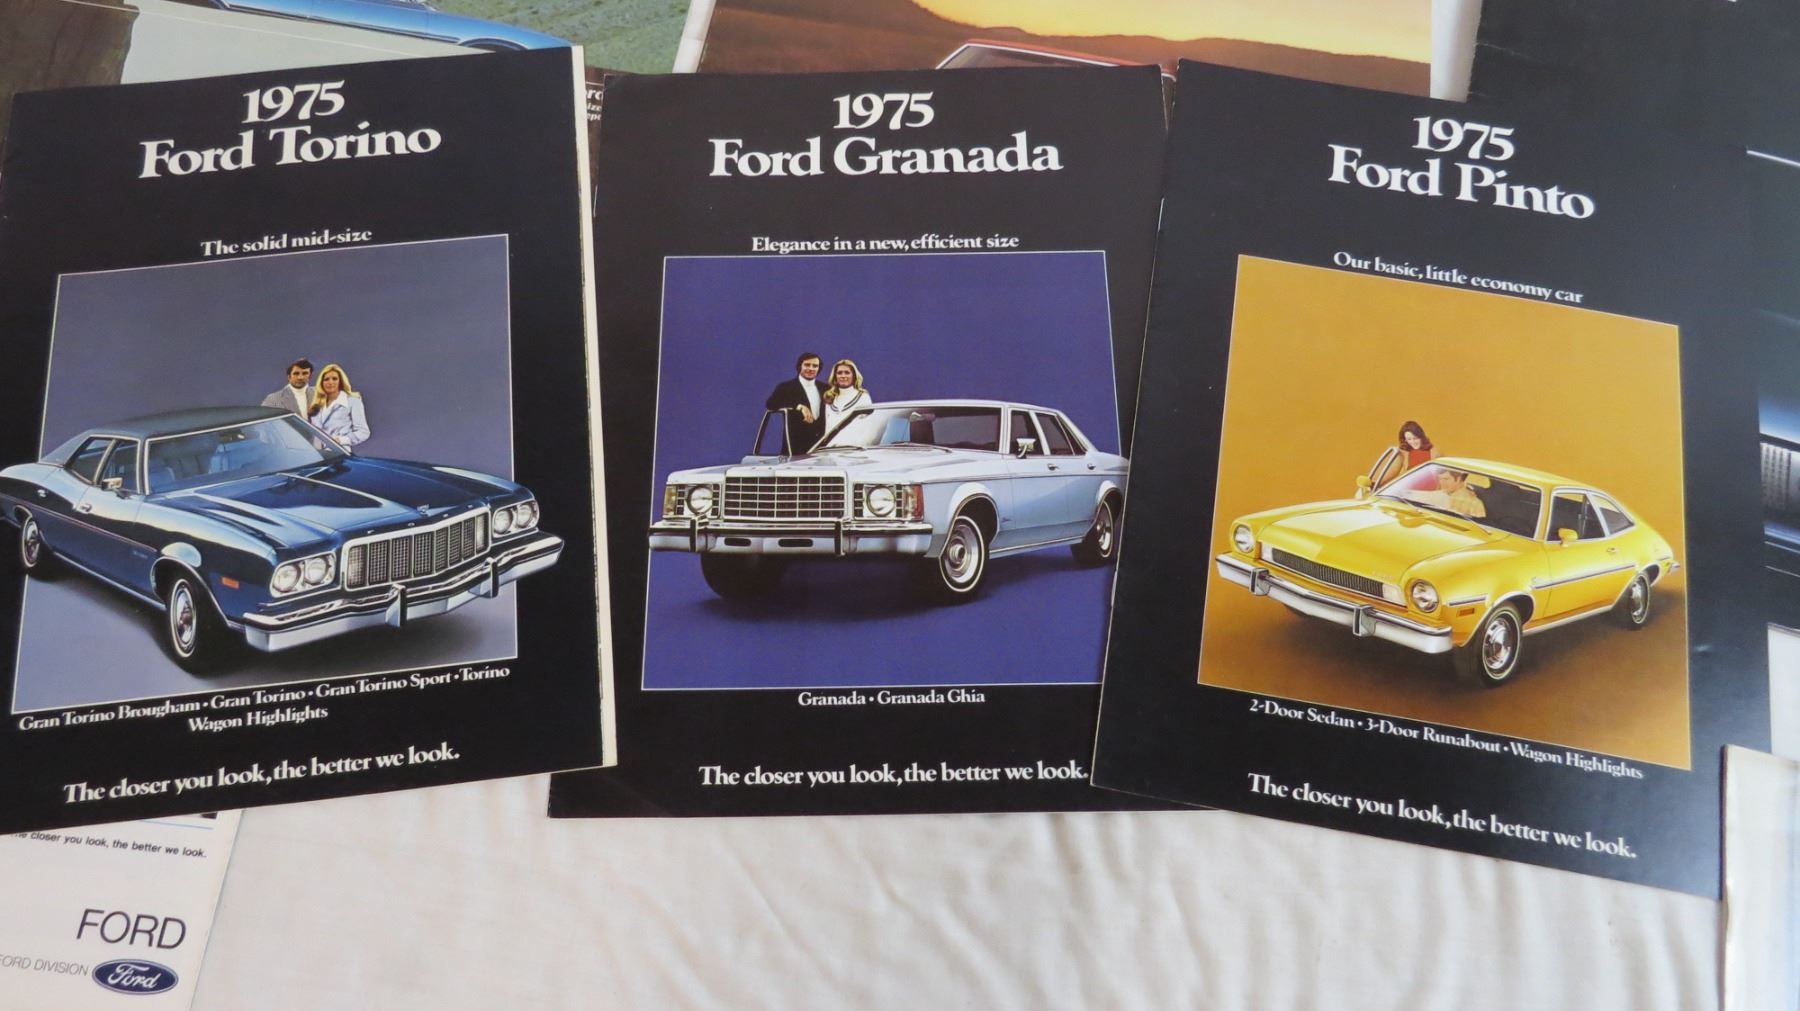 1975
Ford Torino
The solid mid-size
FORD
Gran Torino Brougham • Gran Torino • Gran Torino Sport • Torino
Wagon Highlights
The closer you look, the better we look.
1975
Ford Granada
Elegance in a new, efficient size
Granada • Granada Ghia
The closer you look, the better we look.
1975
Ford Pinto
Our basic, little economy car
2-Door Sedan • 3-Door Runabout • Wagon Highlights
The closer you look, the better we look.
closer you look, the better we look.
FORD
FORD DIVISION
Ford